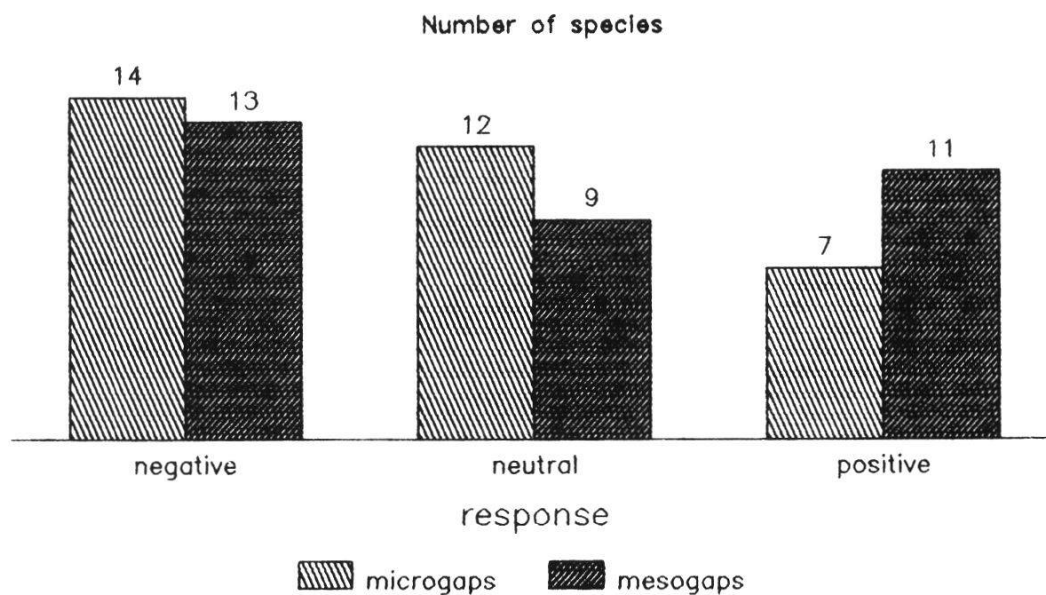 Number of species
14
13
12
9
7
11
negative neutral positive
response
microgaps mesogaps